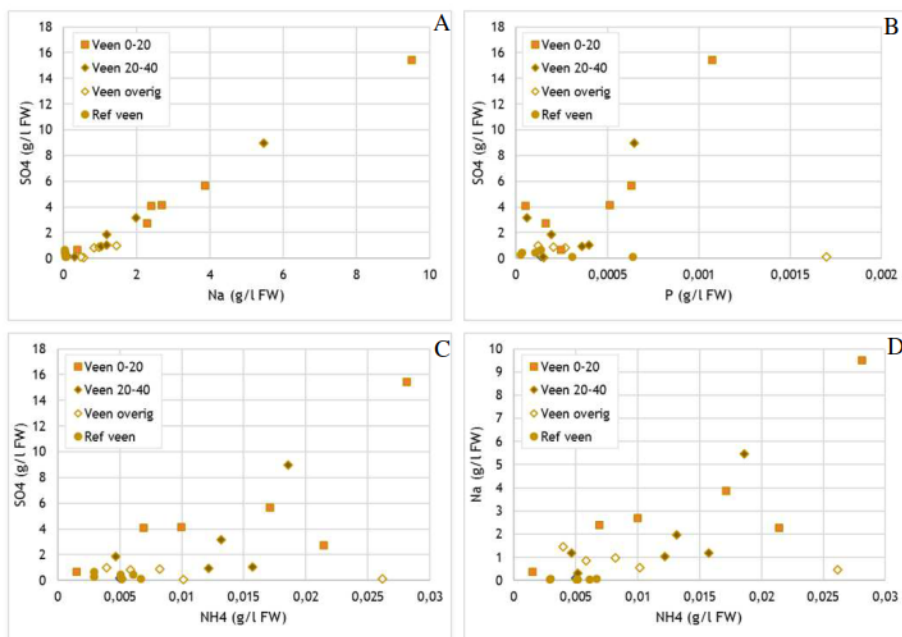 A
18
16
14
12
10
8
6
4
2
0
SO4 (g/l FW)
Veen 0-20
Veen 20-40
Veen overig
Ref veen
0 2 4 6 8 10
Na (g/l FW)
B
18
16
14
12
10
8
6
4
2
0
SO4 (g/l FW)
Veen 0-20
Veen 20-40
Veen overig
Ref veen
0 0,0005 0,001 0,0015 0,002
P (g/l FW)
C
18
16
14
12
10
8
6
4
2
0
SO4 (g/l FW)
Veen 0-20
Veen 20-40
Veen overig
Ref veen
0 0,005 0,01 0,015 0,02 0,025 0,03
NH4 (g/l FW)
D
10
9
8
7
6
5
4
3
2
1
0
Na (g/l FW)
Veen 0-20
Veen 20-40
Veen overig
Ref veen
0 0,005 0,01 0,015 0,02 0,025 0,03
NH4 (g/l FW)